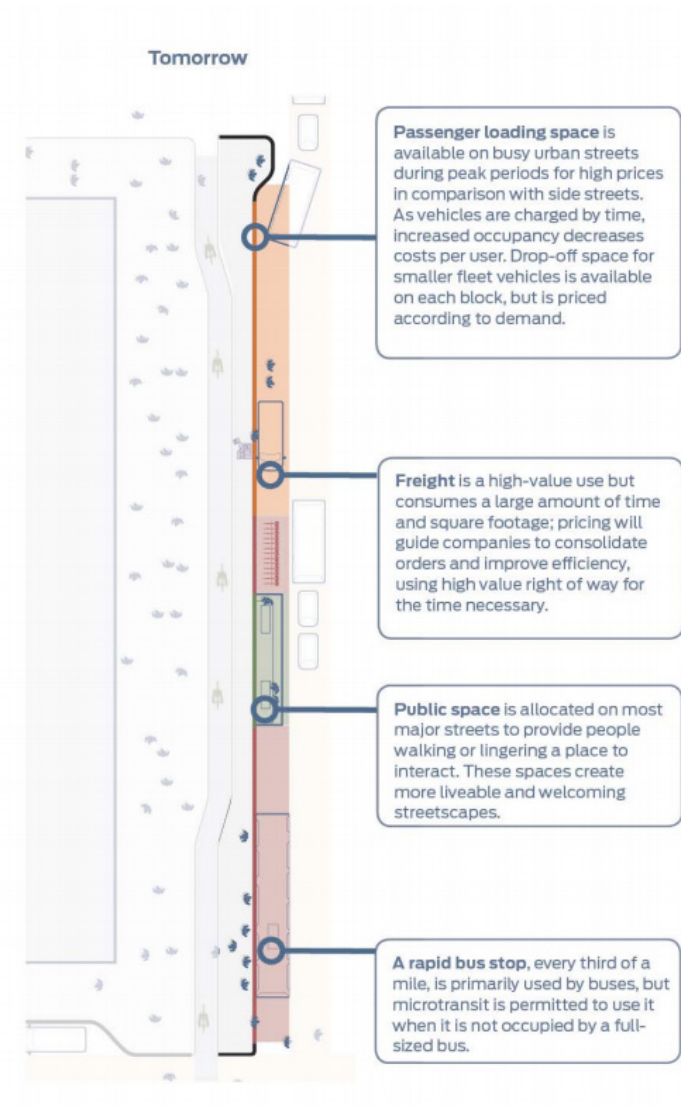 Tomorrow
Passenger loading space is
available on busy urban streets
during peak periods for high prices
in comparison with side streets.
As vehicles are charged by time,
increased occupancy decreases
costs per user. Drop-off space for
smaller fleet vehicles is available
on each block, but is priced
according to demand.
Freight is a high-value use but
consumes a large amount of time
and square footage; pricing will
guide companies to consolidate
orders and improve efficiency,
using high value right of way for
the time necessary.
Public space is allocated on most
major streets to provide people
walking or lingering a place to
interact. These spaces create
more liveable and welcoming
streetscapes.
A rapid bus stop, every third of a
mile, is primarily used by buses, but
microtransit is permitted to use it
when it is not occupied by a full-
sized bus.